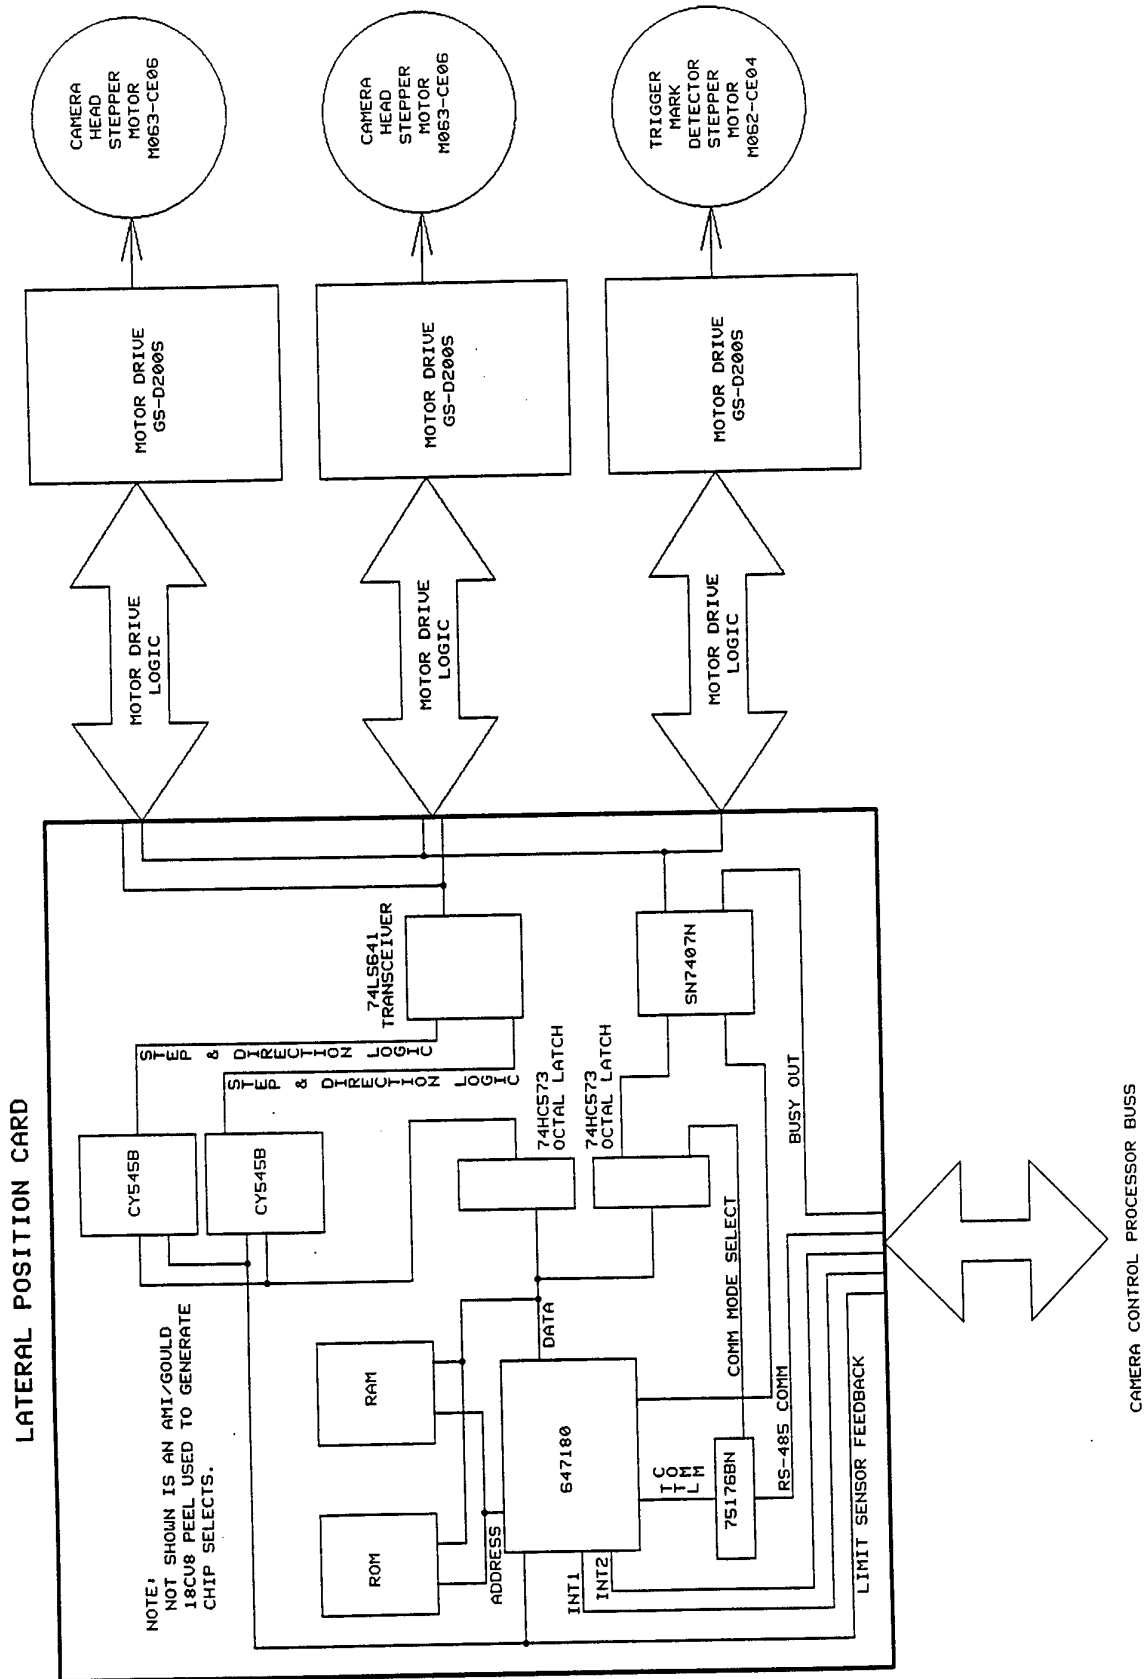 LATERAL POSITION CARD
NOTE:
NOT SHOWN IS AN AMI/GOULD
18CV8 PEEL USED TO GENERATE
CHIP SELECTS.
CY545B
CY545B
STEP & DIRECTION LOGIC
STEP & DIRECTION LOGIC
74LS641
TRANSCEIVER
ROM
RAM
ADDRESS
DATA
647180
INT1
INT2
74HC573
OCTAL LATCH
74HC573
OCTAL LATCH
SN7407N
TTL
COMM
75176BN
COMM MODE SELECT
RS-485 COMM
BUSY OUT
LIMIT SENSOR FEEDBACK
CAMERA CONTROL PROCESSOR BUSS
MOTOR DRIVE
LOGIC
MOTOR DRIVE
GS-D200S
CAMERA
HEAD
STEPPER
MOTOR
M063-CE06
MOTOR DRIVE
LOGIC
MOTOR DRIVE
GS-D200S
CAMERA
HEAD
STEPPER
MOTOR
M063-CE06
MOTOR DRIVE
LOGIC
MOTOR DRIVE
GS-D200S
TRIGGER
MARK
DETECTOR
STEPPER
MOTOR
M062-CE04